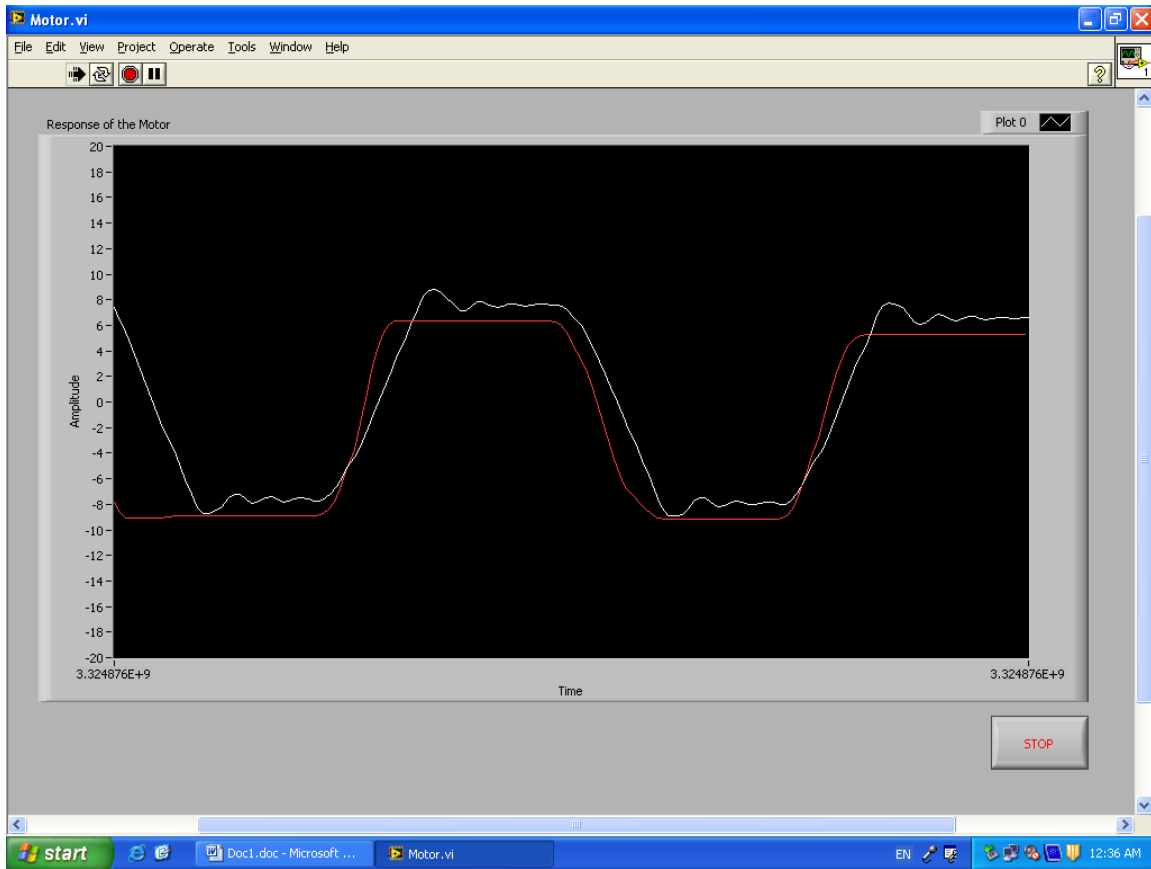 Motor.vi
File Edit View Project Operate Tools Window Help
1
Response of the Motor
Plot 0
20
18
16
14
12
10
8
6
4
2
0
-2
-4
-6
-8
-10
-12
-14
-16
-18
-20
Amplitude
3.324876E+9 3.324876E+9
Time
STOP
start Doc1.doc - Microsoft ... Motor.vi EN 12:36 AM